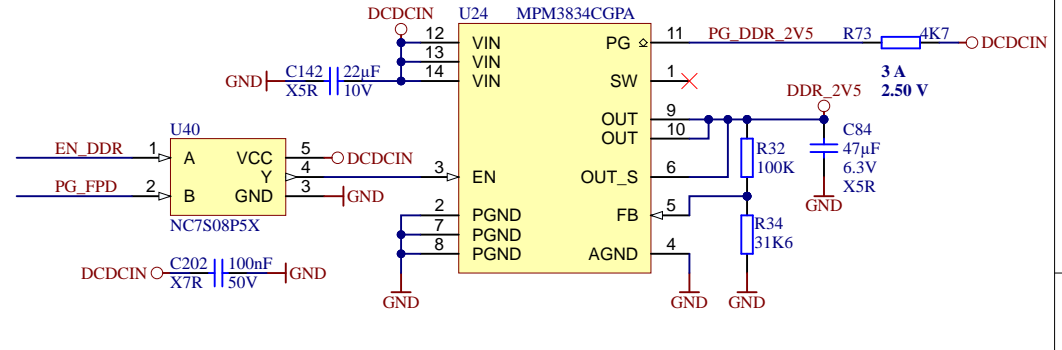 DCDCIN
U24 MPM3834CGPA
12 VIN
13 VIN
14 VIN
GND C142 22µF
X5R 10V
PG 11 PG_DDR_2V5 R73 4K7 DCDCIN
SW 1
3 A
2.50 V
DDR_2V5
OUT 9
OUT 10
C84
47µF
6.3V
X5R
GND
R32
100K
U40
EN_DDR 1 A VCC 5 DCDCIN
Y 4 3 EN OUT_S 6
PG_FPD 2 B GND 3 GND
NC7S08P5X
2 PGND FB 5
7 PGND
8 PGND AGND 4
R34
31K6
DCDCIN C202 100nF GND
X7R 50V
GND GND GND